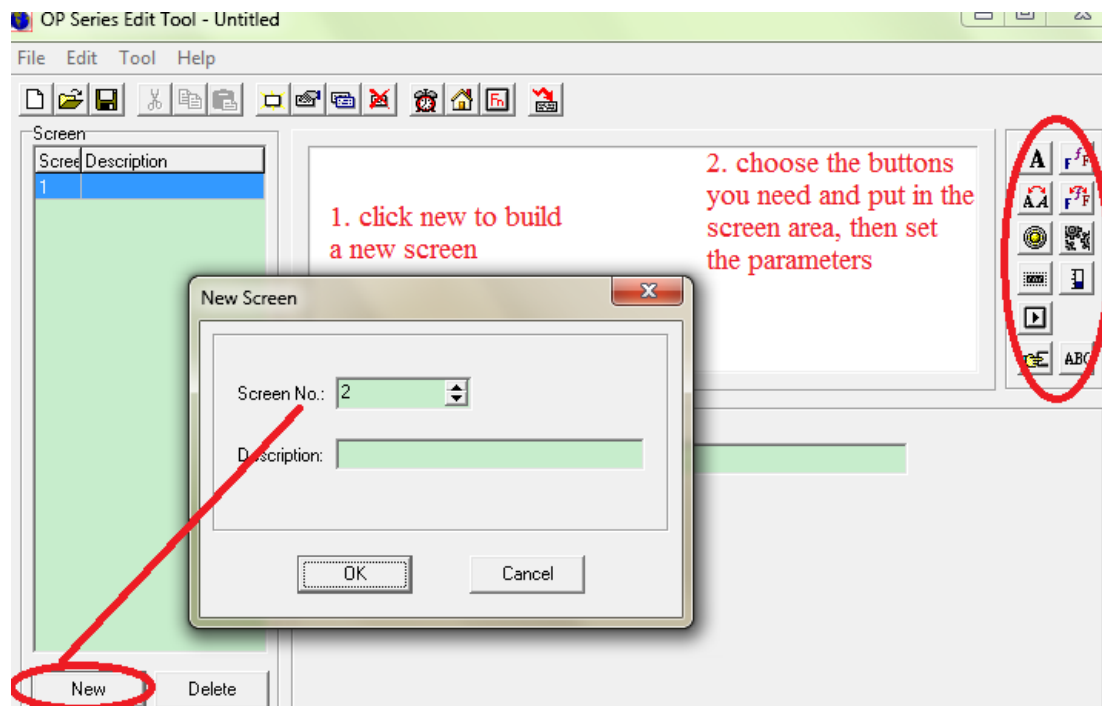 OP Series Edit Tool - Untitled
File Edit Tool Help
Screen
Scree Description
1
1. click new to build
a new screen
2. choose the buttons
you need and put in the
screen area, then set
the parameters
A
New Screen
Screen No.: 2
Description:
OK Cancel
ABC
New Delete